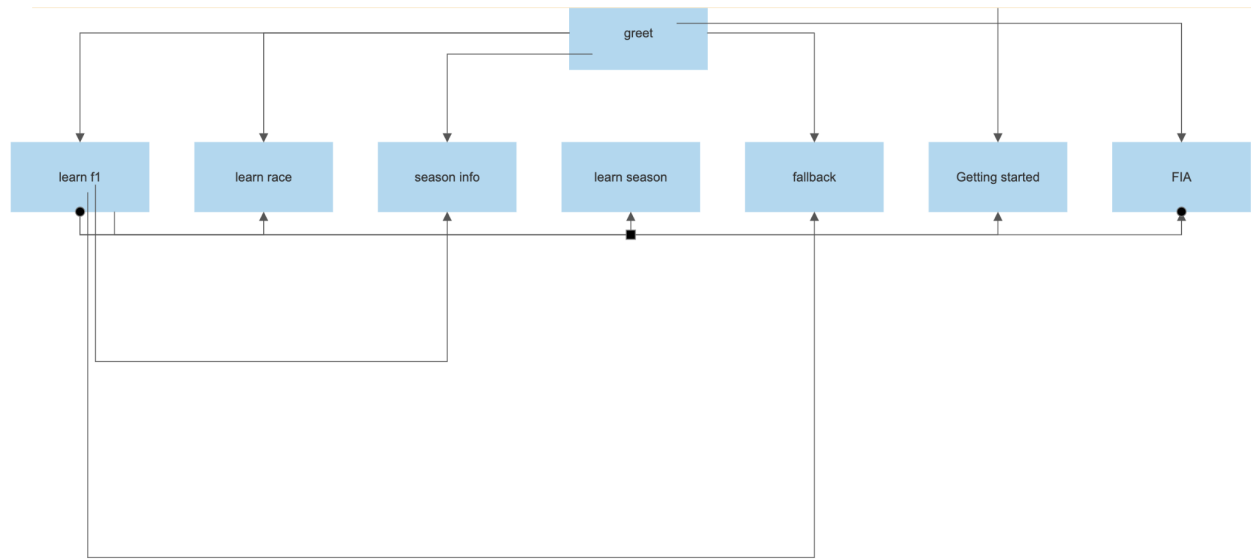 greet
learn f1
learn race
season info
learn season
fallback
Getting started
FIA